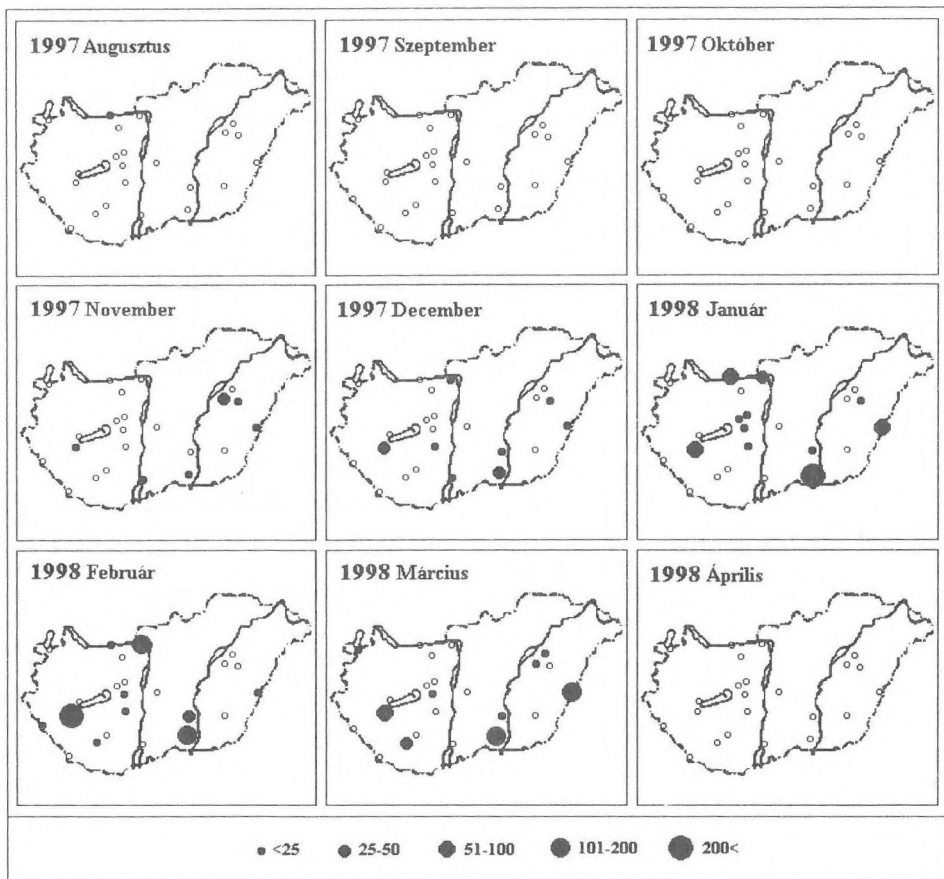 1997 Augusztus
1997 Szeptember
1997 Október
1997 November
1997 December
1998 Január
1998 Február
1998 Március
1998 Április
<25 25-50 51-100 101-200 200<